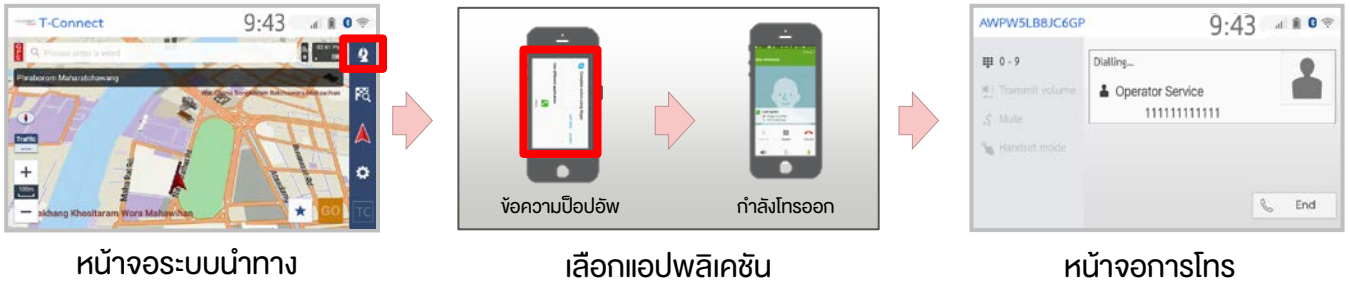 T-Connect
9:43
Please enter a word
Phraborom Maharatchawang
Traffic
100m
Maha Rat Rd.
akhang Khositaram Wora Mahawihan
GO
TC
หน้าจอระบบนำทาง
ข้อความป๊อปอัพ
กำลังโทรออก
เลือกแอปพลิเคชัน
AWPW5LB8JC6GP
9:43
0 - 9
Transmit volume
Mute
Handset mode
Dialling...
Operator Service
111111111111
End
หน้าจอการโทร